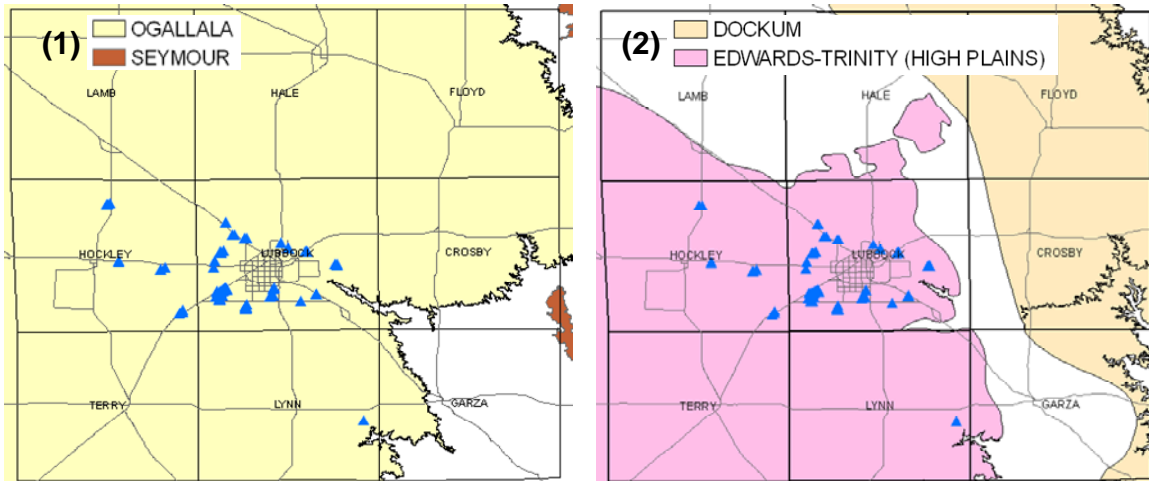 (1)
OGALLALA
SEYMOUR
LAMB
HALE
FLOYD
HOCKLEY
LUBBOCK
CROSBY
TERRY
LYNN
GARZA
(2)
DOCKUM
EDWARDS-TRINITY (HIGH PLAINS)
LAMB
HALE
FLOYD
HOCKLEY
LUBBOCK
CROSBY
TERRY
LYNN
GARZA